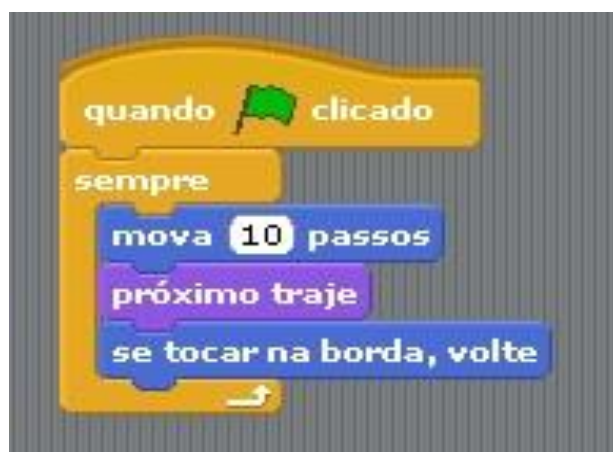 quando clicado
sempre
mova 10 passos
próximo traje
se tocar na borda, volte